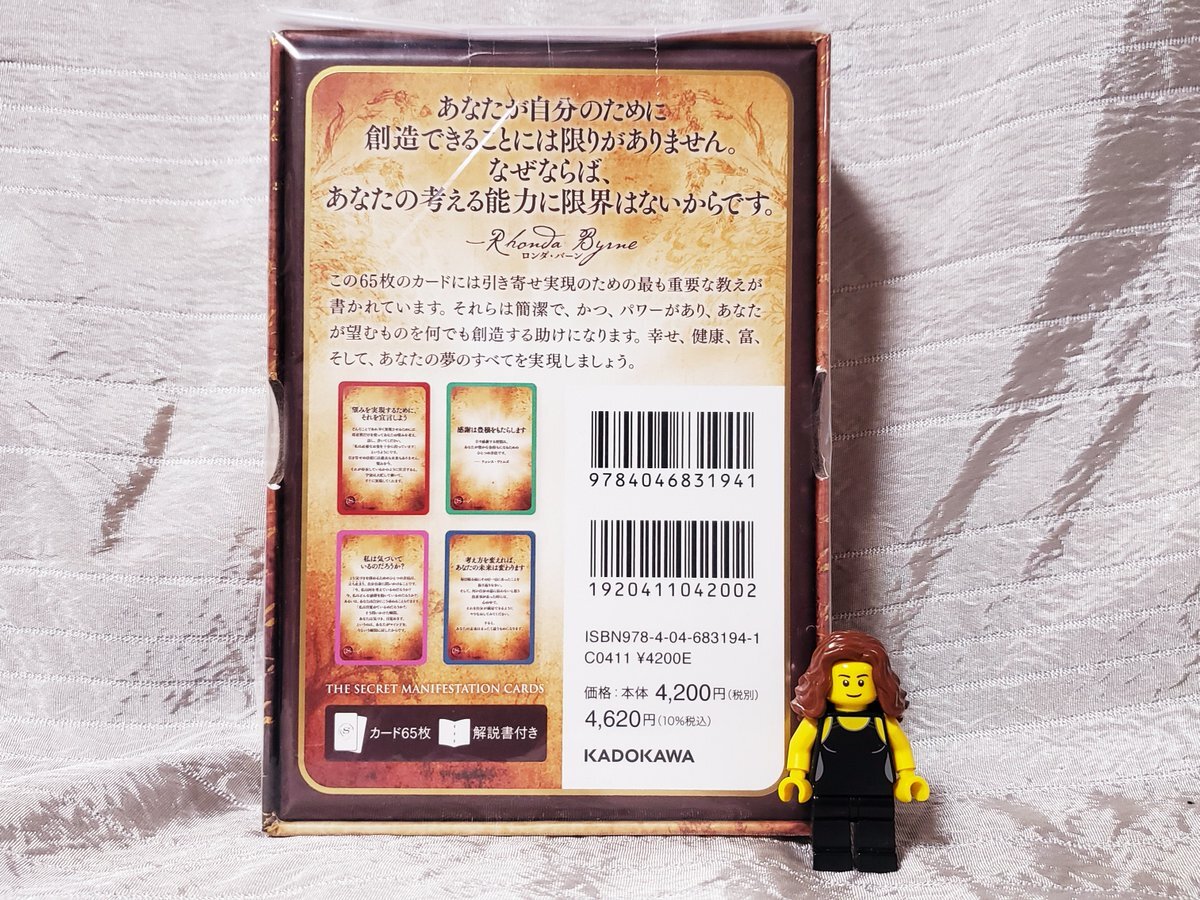 あなたが自分のために
創造できることには限りがありません。
なぜならば、
あなたの考える能力に限界はないからです。
—Rhonda Byrne
ロンダ・バーン
この65枚のカードには引き寄せ実現のための最も重要な教えが
書かれています。それらは簡潔で、かつ、パワーがあり、あなた
が望むものを何でも創造する助けになります。幸せ、健康、富、
そして、あなたの夢のすべてを実現しましょう。
望みを実現するために、
それを宣言しよう
感謝は豊穣をもたらします
私は気づいて
いるのだろうか?
考え方を変えれば、
あなたの未来は変わります
THE SECRET MANIFESTATION CARDS
カード65枚
解説書付き
9784046831941
1920411042002
ISBN978-4-04-683194-1
C0411 ¥4200E
価格:本体 4,200円(税別)
4,620円(10%税込)
KADOKAWA